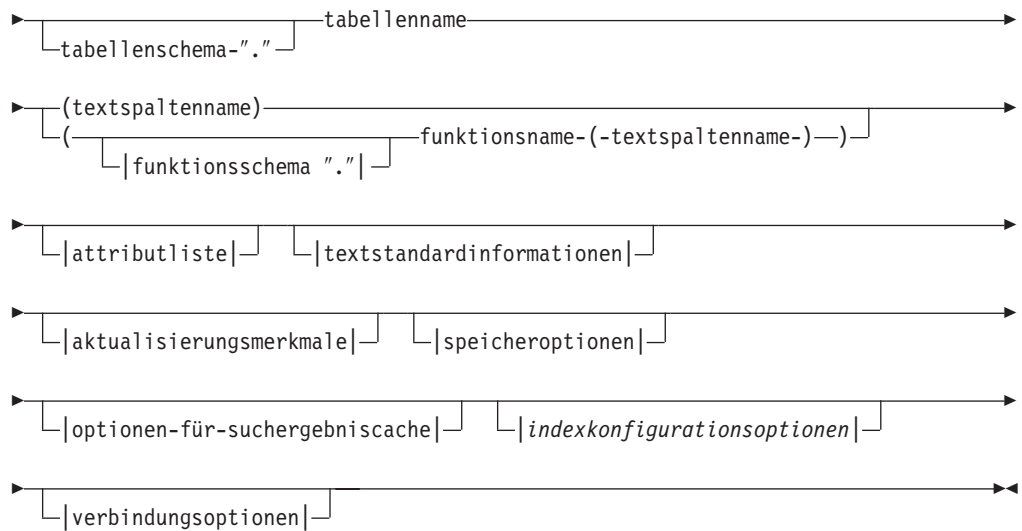 tabellenname
tabellenschema-"."
(textspaltenname)
( funktionsname-(-textspaltenname-) )
|funktionsschema "."|
|attributliste| |textstandardinformationen|
|aktualisierungsmerkmale| |speicheroptionen|
|optionen-für-suchergebniscache| |indexkonfigurationsoptionen|
|verbindungsoptionen|